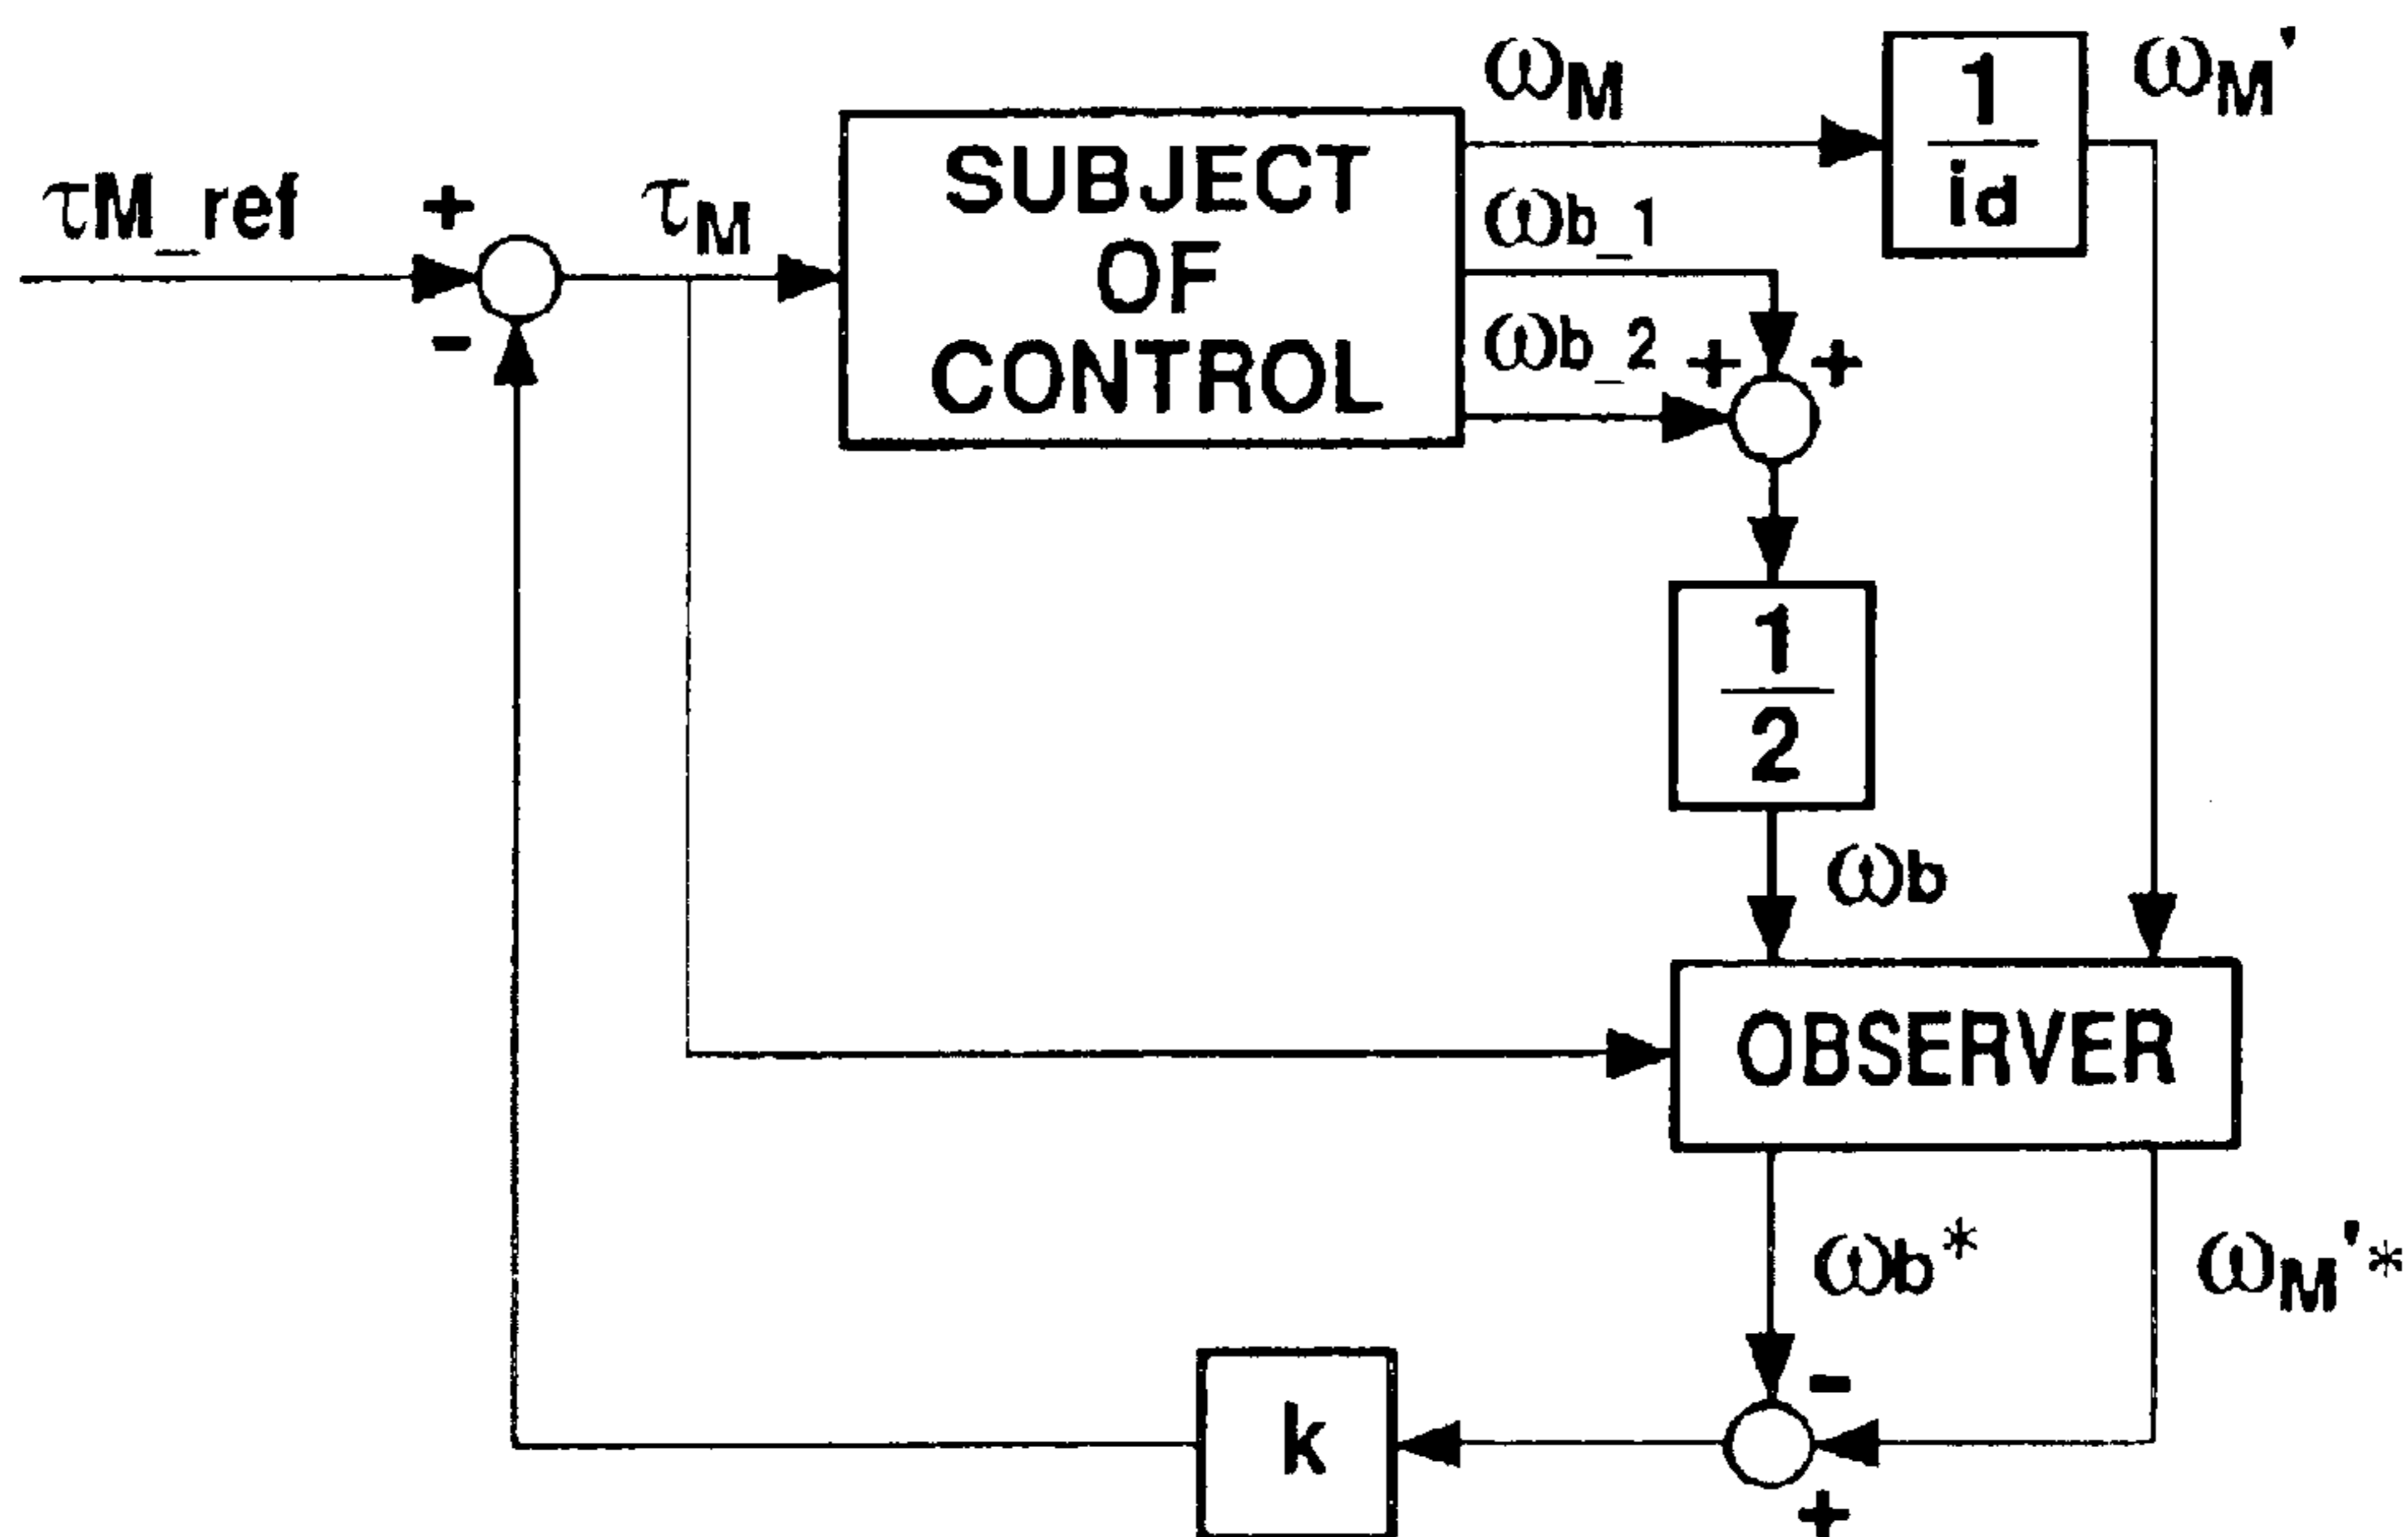 τM_ref
+
-
τM
SUBJECT
OF
CONTROL
ωM
1
id
ωM'
ωb_1
ωb_2
+
+
1
2
ωb
OBSERVER
ωb*
ωM'*
-
+
k